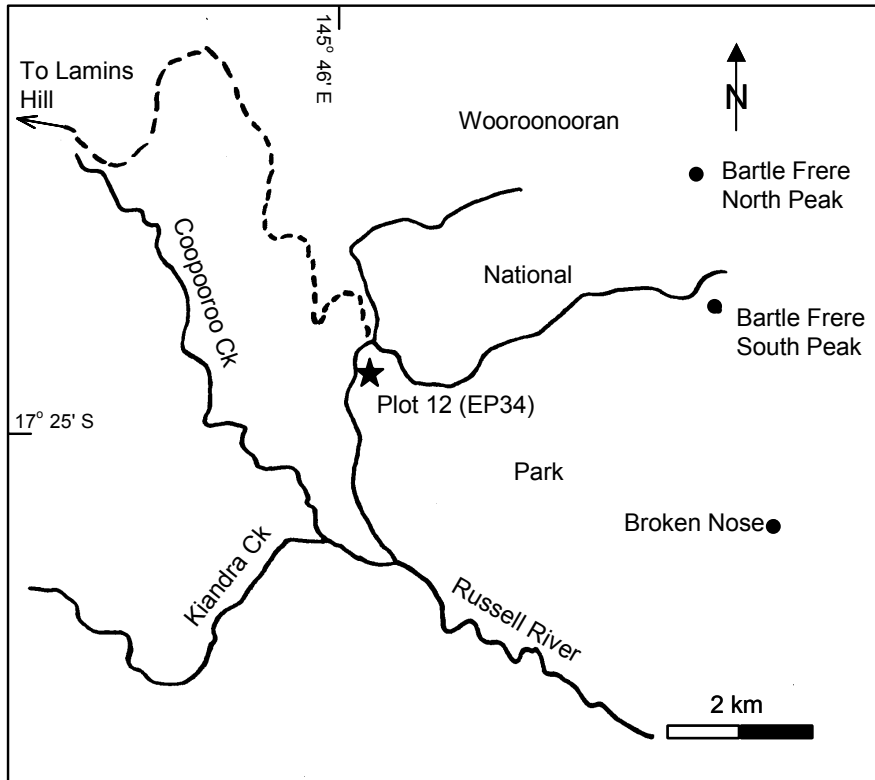 145° 46' E
To Lamins
Hill
N
Wooroonooran
Bartle Frere
North Peak
Coopooroo Ck
National
Bartle Frere
South Peak
Plot 12 (EP34)
17° 25' S
Park
Broken Nose
Kiandra Ck
Russell River
2 km